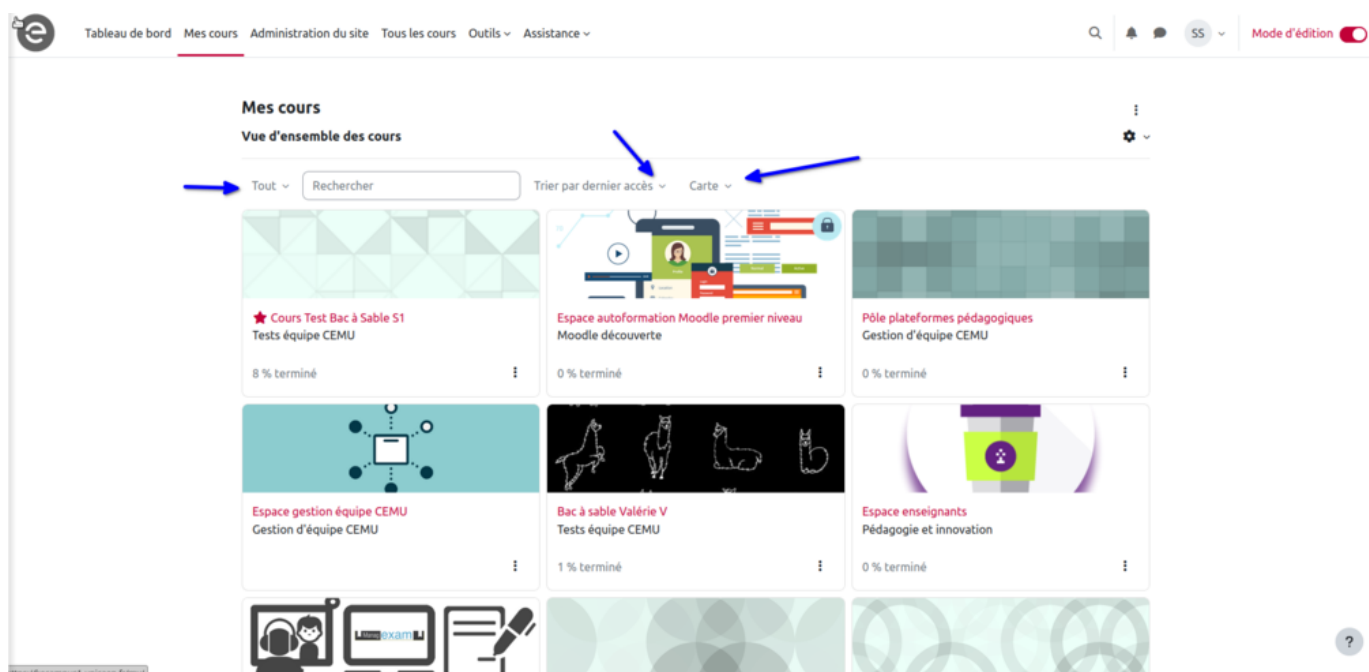 Tableau de bord Mes cours Administration du site Tous les cours Outils Assistance SS Mode d'édition
Mes cours
Vue d'ensemble des cours
Tout Rechercher Trier par dernier accès Carte
Cours Test Bac à Sable S1
Tests équipe CEMU
8 % terminé
Espace autoformation Moodle premier niveau
Moodle découverte
0 % terminé
Pôle plateformes pédagogiques
Gestion d'équipe CEMU
0 % terminé
Espace gestion équipe CEMU
Gestion d'équipe CEMU
Bac à sable Valérie V
Tests équipe CEMU
1 % terminé
Espace enseignants
Pédagogie et innovation
0 % terminé
?